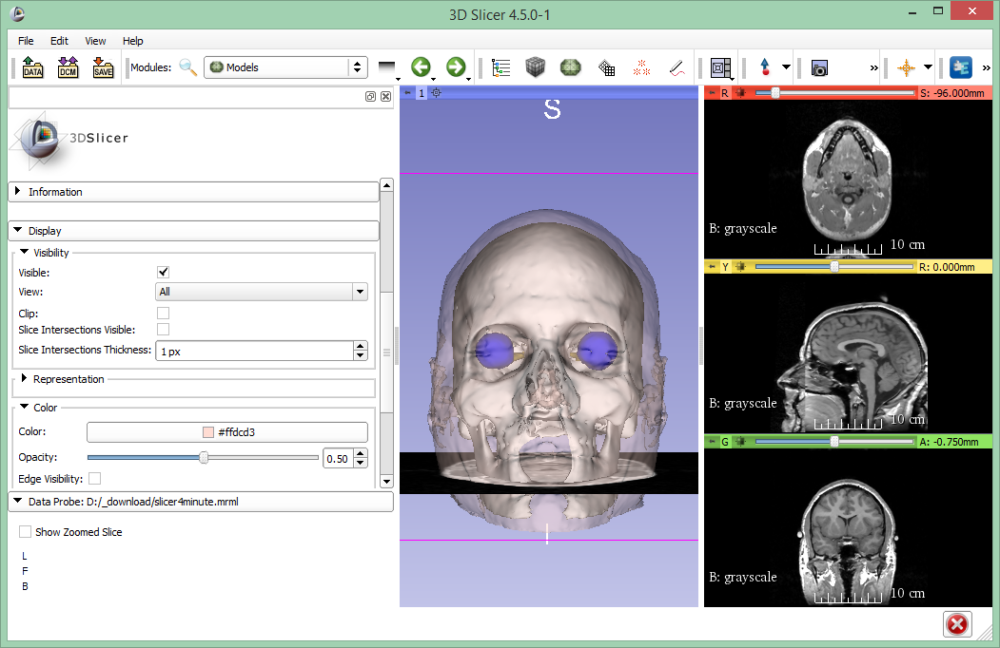 3D Slicer 4.5.0-1
File Edit View Help
DATA DCM SAVE Modules: Models
3DSlicer
Information
Display
Visibility
Visible:
View: All
Clip:
Slice Intersections Visible:
Slice Intersections Thickness: 1 px
Representation
Color
Color: #ffdcd3
Opacity: 0.50
Edge Visibility:
Data Probe: D:/_download/slicer4minute.mrml
Show Zoomed Slice
L
F
B
1
S
R S: -96.000mm
B: grayscale
10 cm
Y R: 0.000mm
B: grayscale
10 cm
G A: -0.750mm
B: grayscale
10 cm